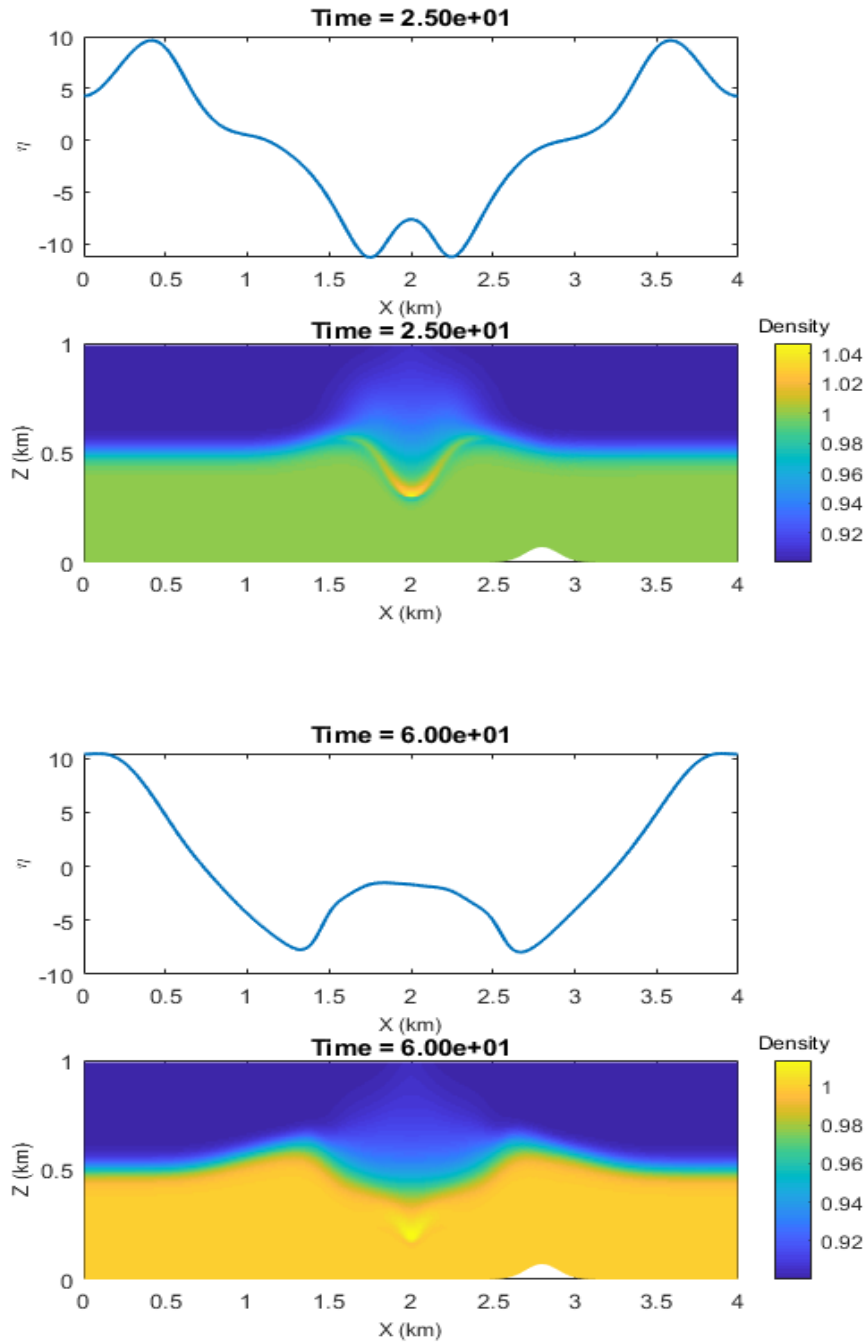 Time = 2.50e+01
10
5
0
-5
-10
η
0 0.5 1 1.5 2 2.5 3 3.5 4
X (km)
Time = 2.50e+01
Density
1
0.5
0
Z (km)
1.04
1.02
1
0.98
0.96
0.94
0.92
0 0.5 1 1.5 2 2.5 3 3.5 4
X (km)
Time = 6.00e+01
10
5
0
-5
-10
η
0 0.5 1 1.5 2 2.5 3 3.5 4
X (km)
Time = 6.00e+01
Density
1
0.5
0
Z (km)
1
0.98
0.96
0.94
0.92
0 0.5 1 1.5 2 2.5 3 3.5 4
X (km)